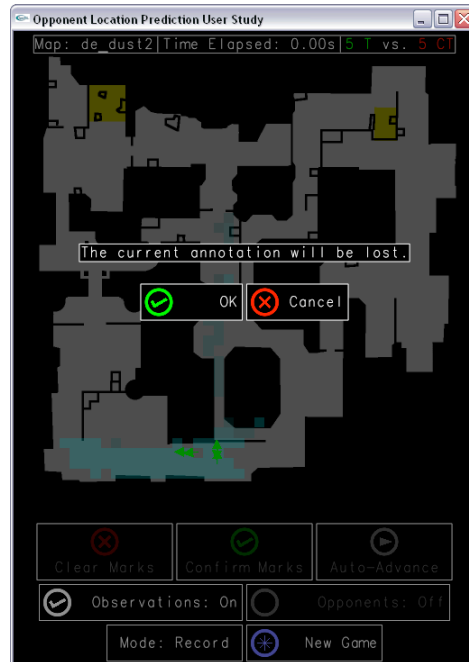 Opponent Location Prediction User Study
Map: de_dust2|Time Elapsed: 0.00s|5 T vs. 5 CT
The current annotation will be lost.
OK
Cancel
Clear Marks
Confirm Marks
Auto-Advance
Observations: On
Opponents: Off
Mode: Record
New Game